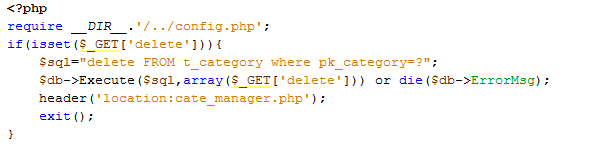 <?php
require __DIR__.'/../config.php';
if(isset($_GET['delete'])){
    $sql="delete FROM t_category where pk_category=?";
    $db->Execute($sql,array($_GET['delete'])) or die($db->ErrorMsg);
    header('location:cate_manager.php');
    exit();
}